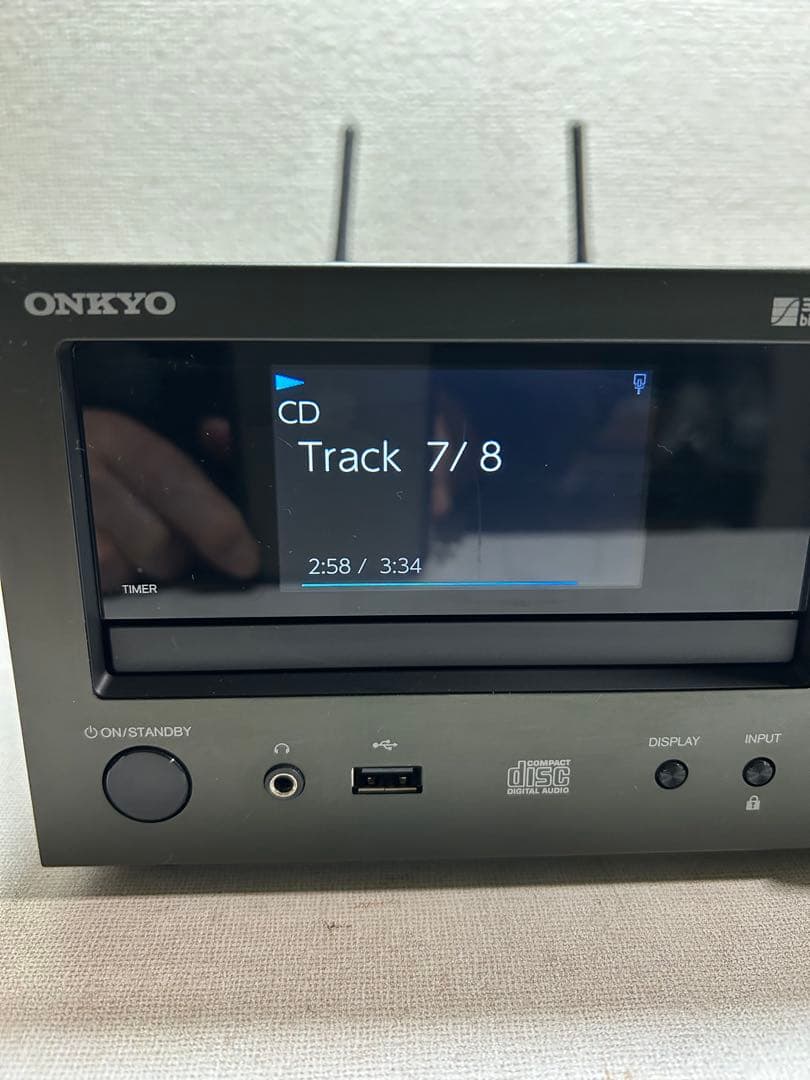 ONKYO
CD
Track 7/ 8
2:58 / 3:34
TIMER
ON/STANDBY
DISPLAY
INPUT
COMPACT
disc
DIGITAL AUDIO